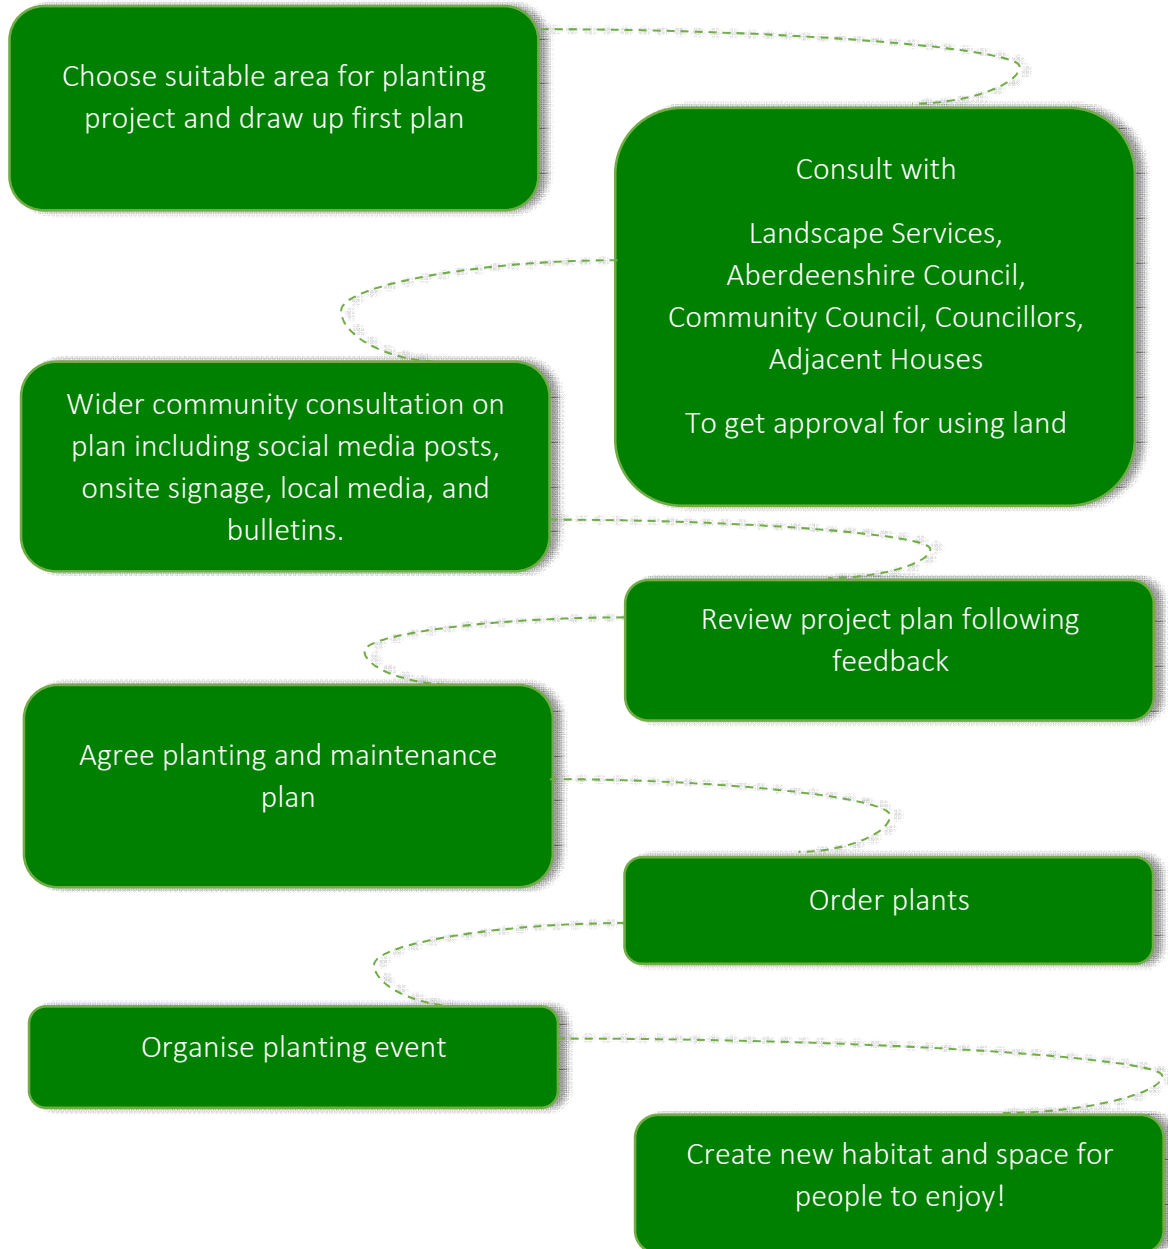 Choose suitable area for planting
project and draw up first plan
Consult with
Landscape Services,
Aberdeenshire Council,
Community Council, Councillors,
Adjacent Houses
To get approval for using land
Wider community consultation on
plan including social media posts,
onsite signage, local media, and
bulletins.
Review project plan following
feedback
Agree planting and maintenance
plan
Order plants
Organise planting event
Create new habitat and space for
people to enjoy!